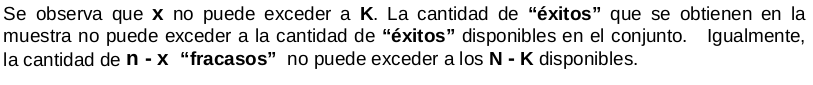 Se observa que x no puede exceder a K. La cantidad de “éxitos” que se obtienen en la
muestra no puede exceder a la cantidad de “éxitos” disponibles en el conjunto. Igualmente,
la cantidad de n - x “fracasos” no puede exceder a los N - K disponibles.